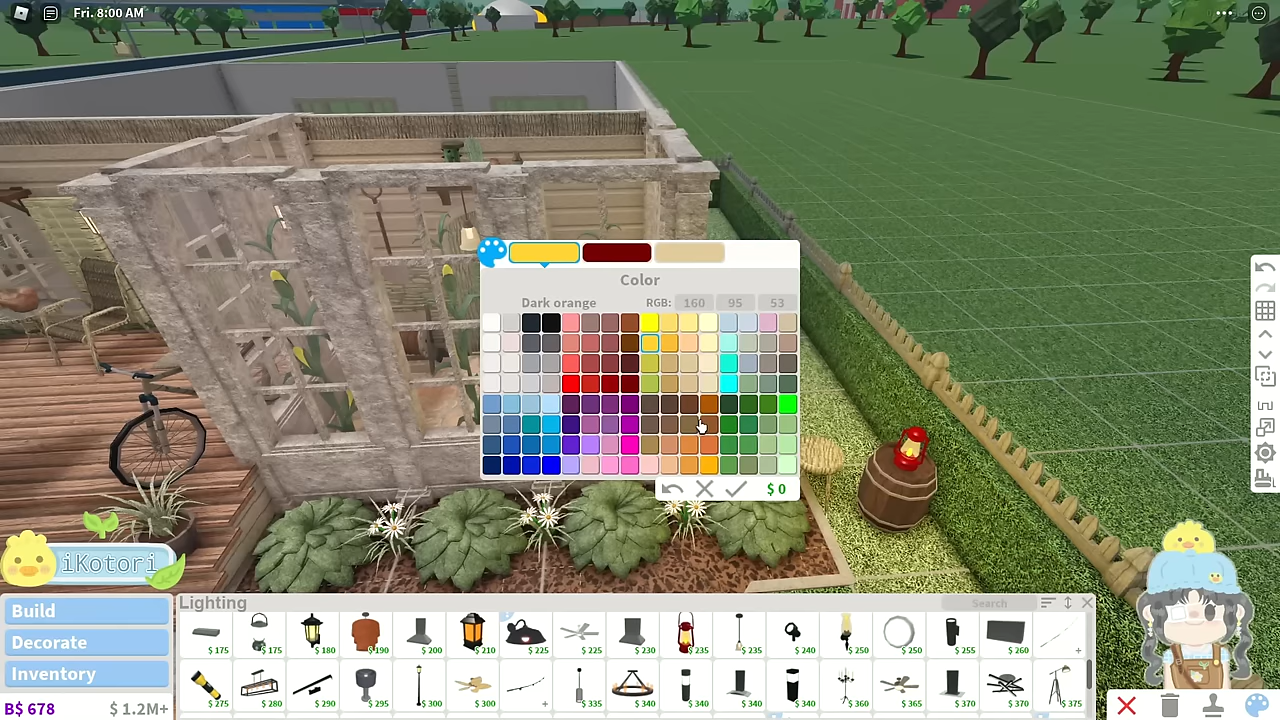 Fri. 8:00 AM
Color
Dark orange RGB: 160 95 53
$ 0
iKotori
Build
Decorate
Inventory
B$ 678 $ 1.2M+
Lighting Search
$ 175 $ 175 $ 180 $ 190 $ 200 $ 210 $ 225 $ 225 $ 230 $ 235 $ 235 $ 240 $ 250 $ 250 $ 255 $ 260 +
$ 275 $ 280 $ 290 $ 295 $ 300 $ 300 + $ 335 $ 340 $ 340 $ 340 $ 340 $ 360 $ 365 $ 370 $ 370 $ 375